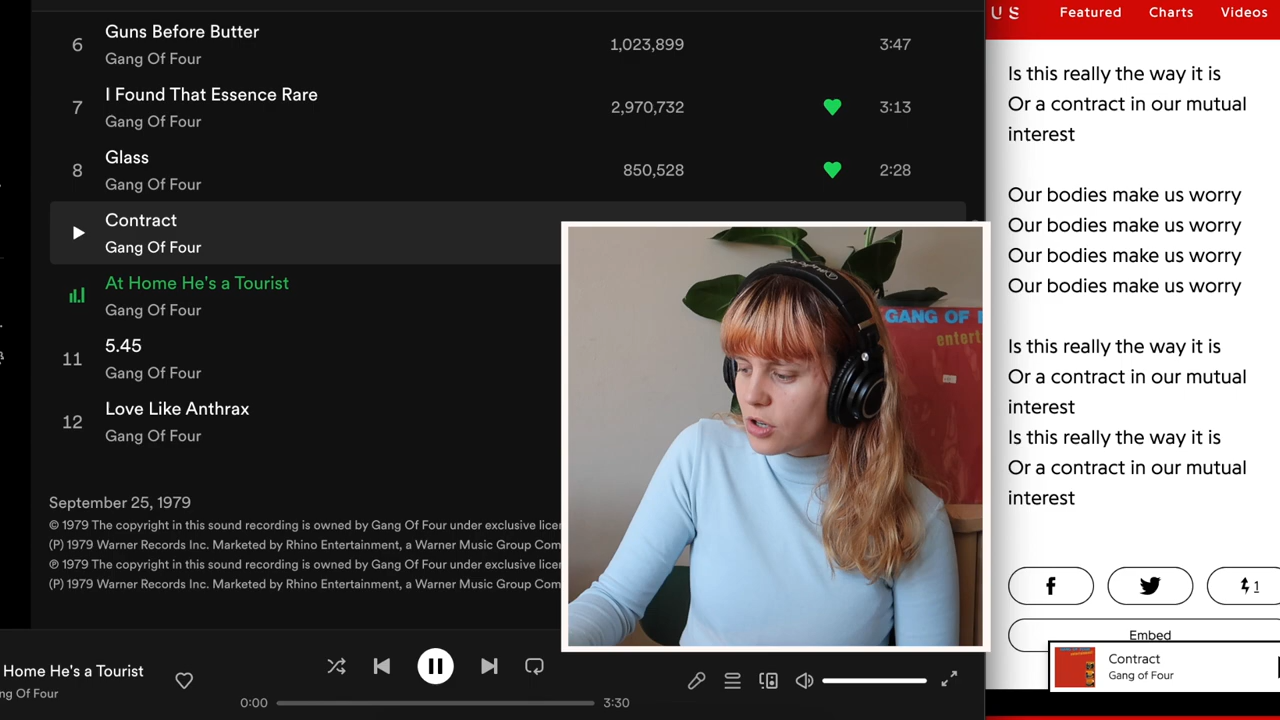 6
Guns Before Butter
Gang Of Four
1,023,899
3:47
7
I Found That Essence Rare
Gang Of Four
2,970,732
3:13
8
Glass
Gang Of Four
850,528
2:28
Contract
Gang Of Four
At Home He's a Tourist
Gang Of Four
11
5.45
Gang Of Four
12
Love Like Anthrax
Gang Of Four
September 25, 1979
© 1979 The copyright in this sound recording is owned by Gang Of Four under exclusive
(P) 1979 Warner Records Inc. Marketed by Rhino Entertainment, a Warner Music Group
℗ 1979 The copyright in this sound recording is owned by Gang Of Four under exclusive
(P) 1979 Warner Records Inc. Marketed by Rhino Entertainment, a Warner Music Group
Home He's a Tourist
ng Of Four
0:00
3:30
GANG OF
entert
U S
Featured
Charts
Videos
Is this really the way it is
Or a contract in our mutual
interest
Our bodies make us worry
Our bodies make us worry
Our bodies make us worry
Our bodies make us worry
Is this really the way it is
Or a contract in our mutual
interest
Is this really the way it is
Or a contract in our mutual
interest
1
Embed
Contract
Gang of Four